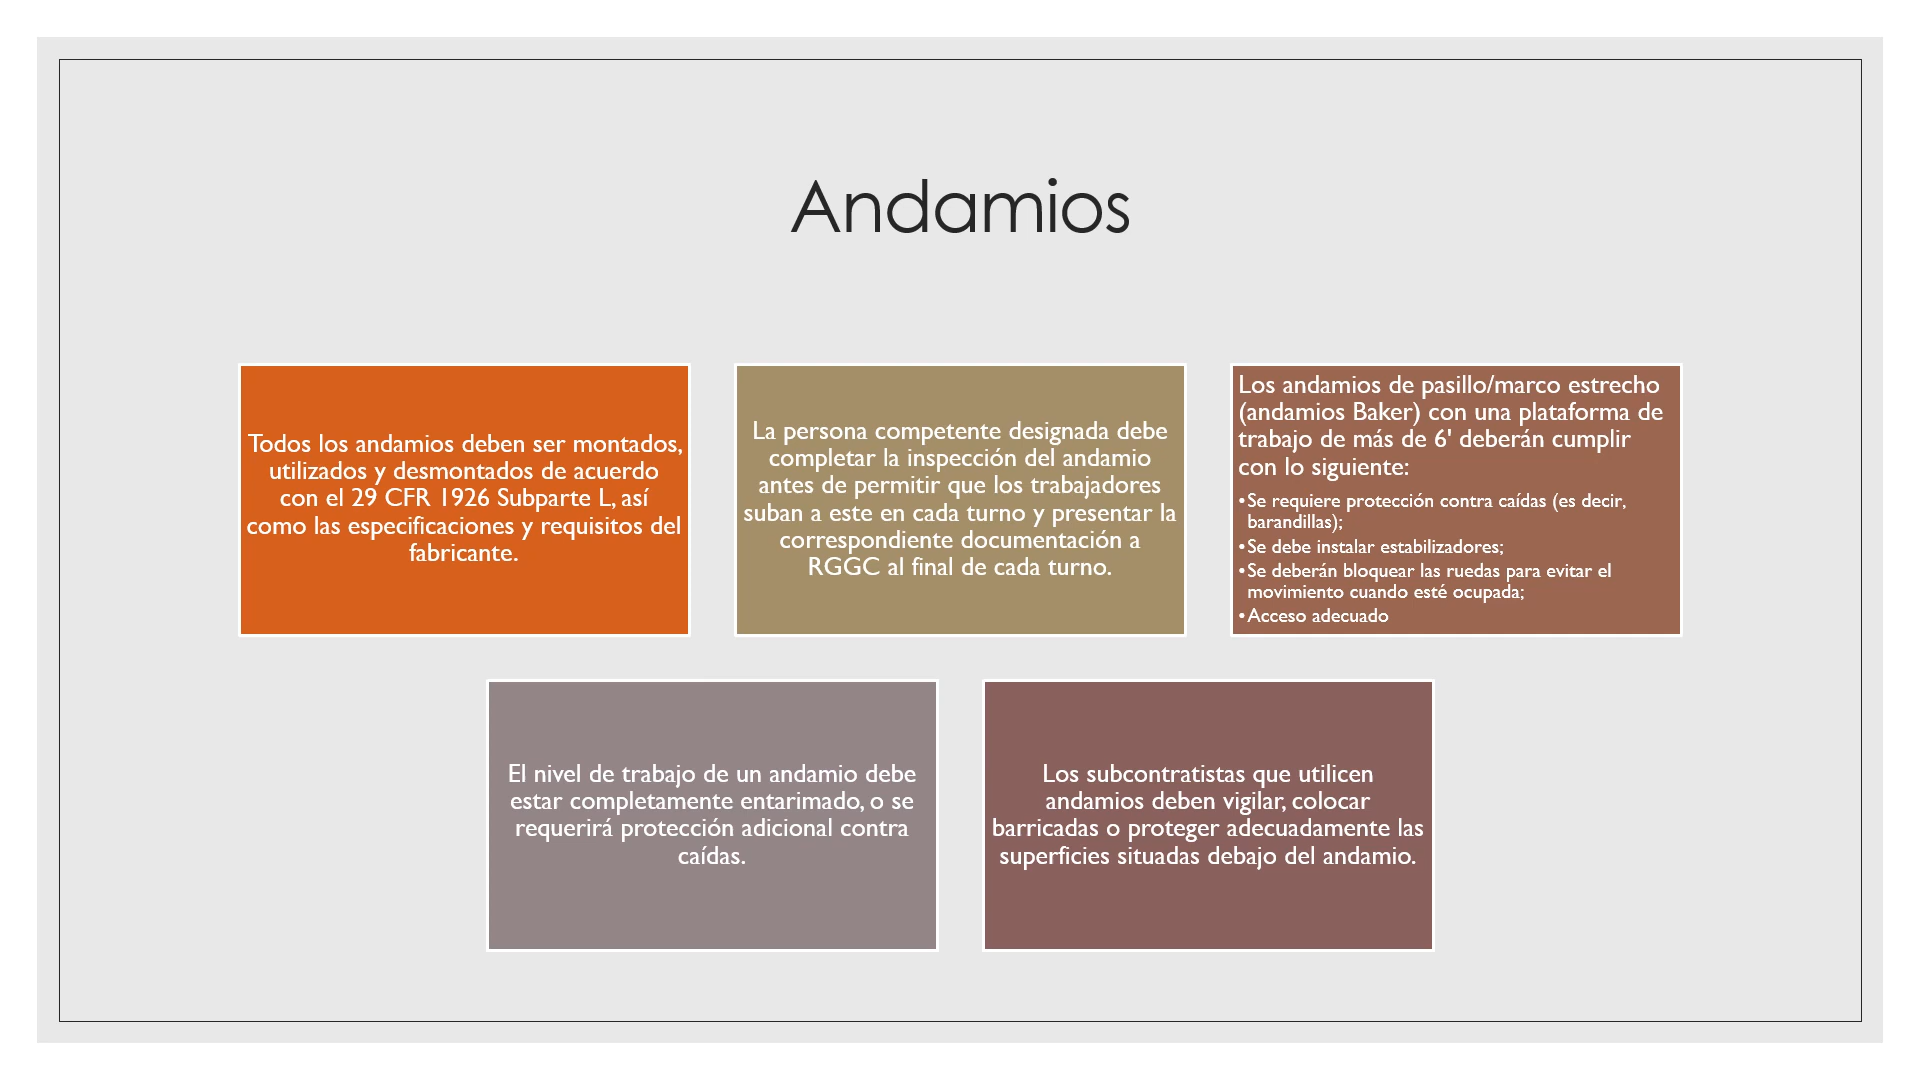 Andamios
Todos los andamios deben ser montados,
utilizados y desmontados de acuerdo
con el 29 CFR 1926 Subparte L, así
como las especificaciones y requisitos del
fabricante.
La persona competente designada debe
completar la inspección del andamio
antes de permitir que los trabajadores
suban a este en cada turno y presentar la
correspondiente documentación a
RGGC al final de cada turno.
Los andamios de pasillo/marco estrecho
(andamios Baker) con una plataforma de
trabajo de más de 6' deberán cumplir
con lo siguiente:
•Se requiere protección contra caídas (es decir,
barandillas);
•Se debe instalar estabilizadores;
•Se deberán bloquear las ruedas para evitar el
movimiento cuando esté ocupada;
•Acceso adecuado
El nivel de trabajo de un andamio debe
estar completamente entarimado, o se
requerirá protección adicional contra
caídas.
Los subcontratistas que utilicen
andamios deben vigilar, colocar
barricadas o proteger adecuadamente las
superficies situadas debajo del andamio.